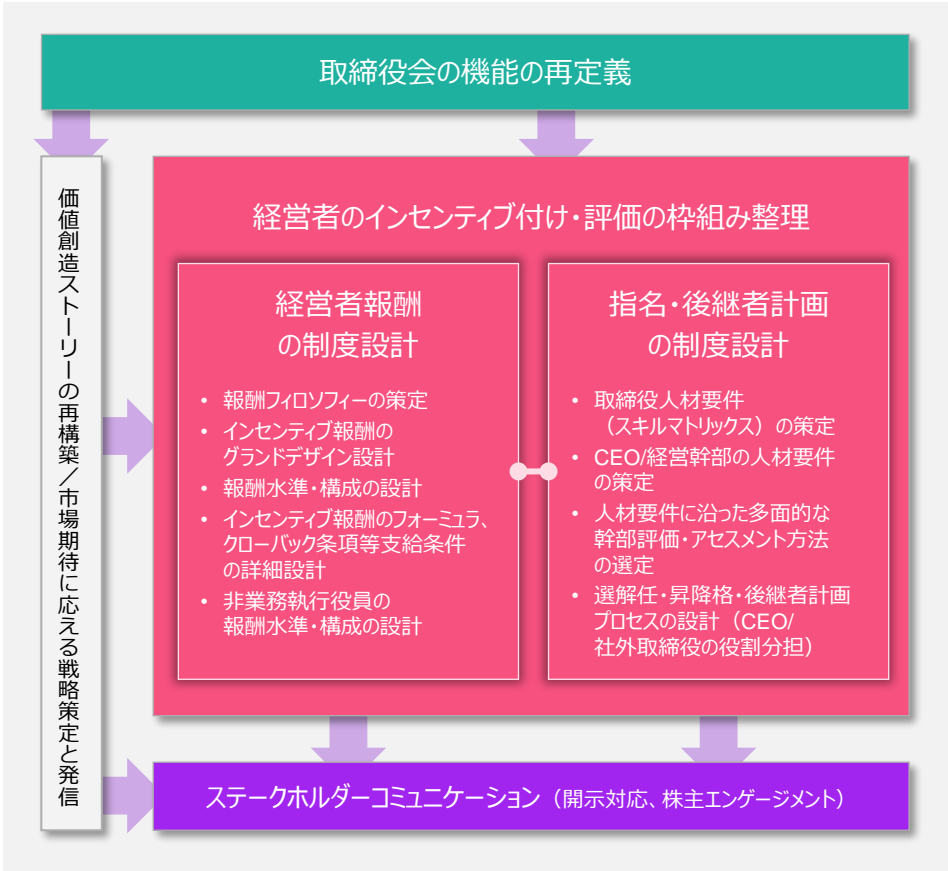 取締役会の機能の再定義
価値創造ストーリーの再構築／市場期待に応える戦略策定と発信
経営者のインセンティブ付け・評価の枠組み整理
経営者報酬
の制度設計
• 報酬フィロソフィーの策定
• インセンティブ報酬の
グランドデザイン設計
• 報酬水準・構成の設計
• インセンティブ報酬のフォーミュラ、
クローバック条項等支給条件
の詳細設計
• 非業務執行役員の
報酬水準・構成の設計
指名・後継者計画
の制度設計
• 取締役人材要件
（スキルマトリックス）の策定
• CEO/経営幹部の人材要件
の策定
• 人材要件に沿った多面的な
幹部評価・アセスメント方法
の選定
• 選解任・昇降格・後継者計画
プロセスの設計（CEO/
社外取締役の役割分担）
ステークホルダーコミュニケーション（開示対応、株主エンゲージメント）